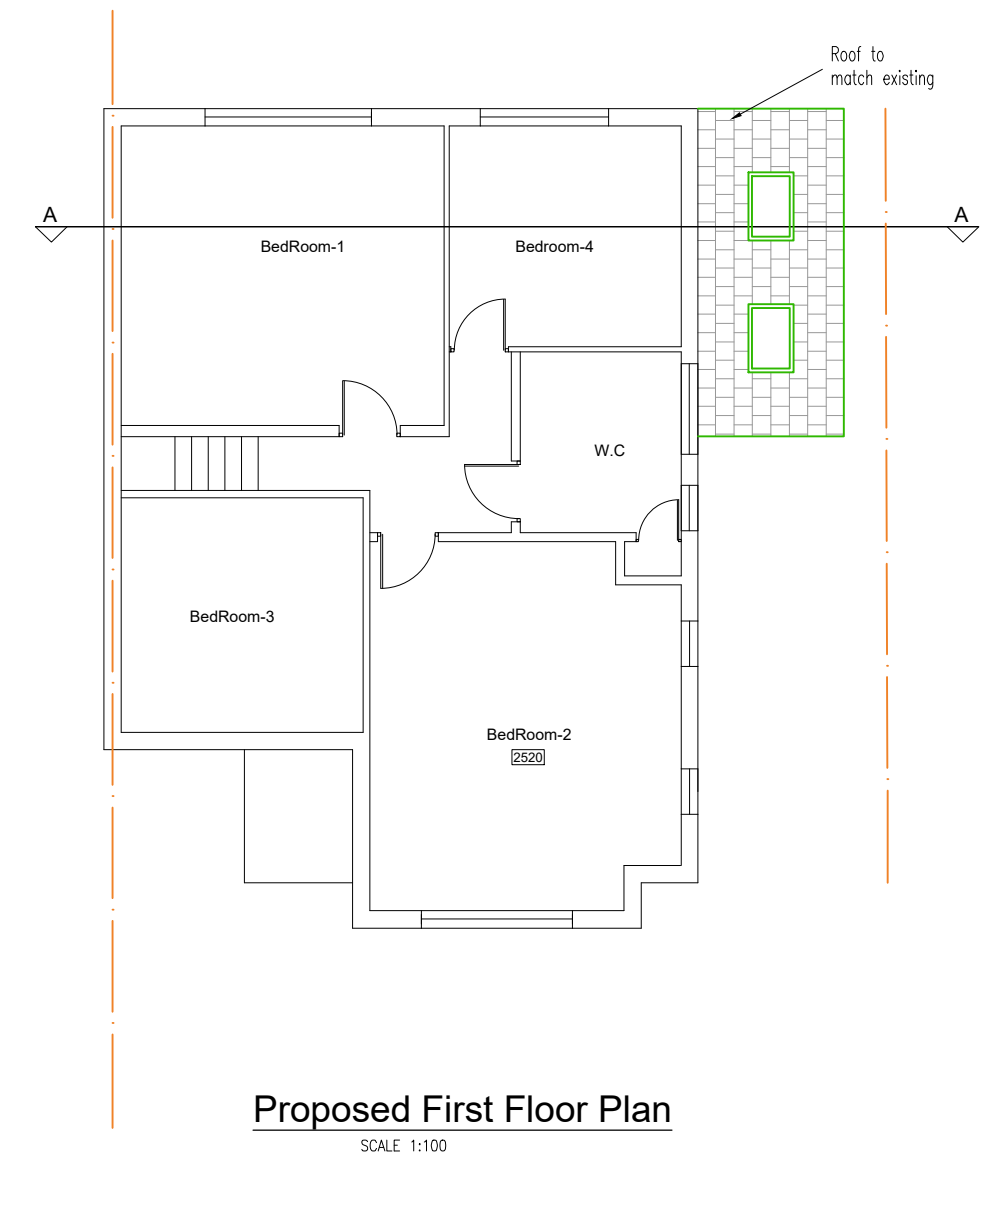 Roof to
match existing
A
A
BedRoom-1
Bedroom-4
W.C
BedRoom-3
BedRoom-2
2520
Proposed First Floor Plan
SCALE 1:100